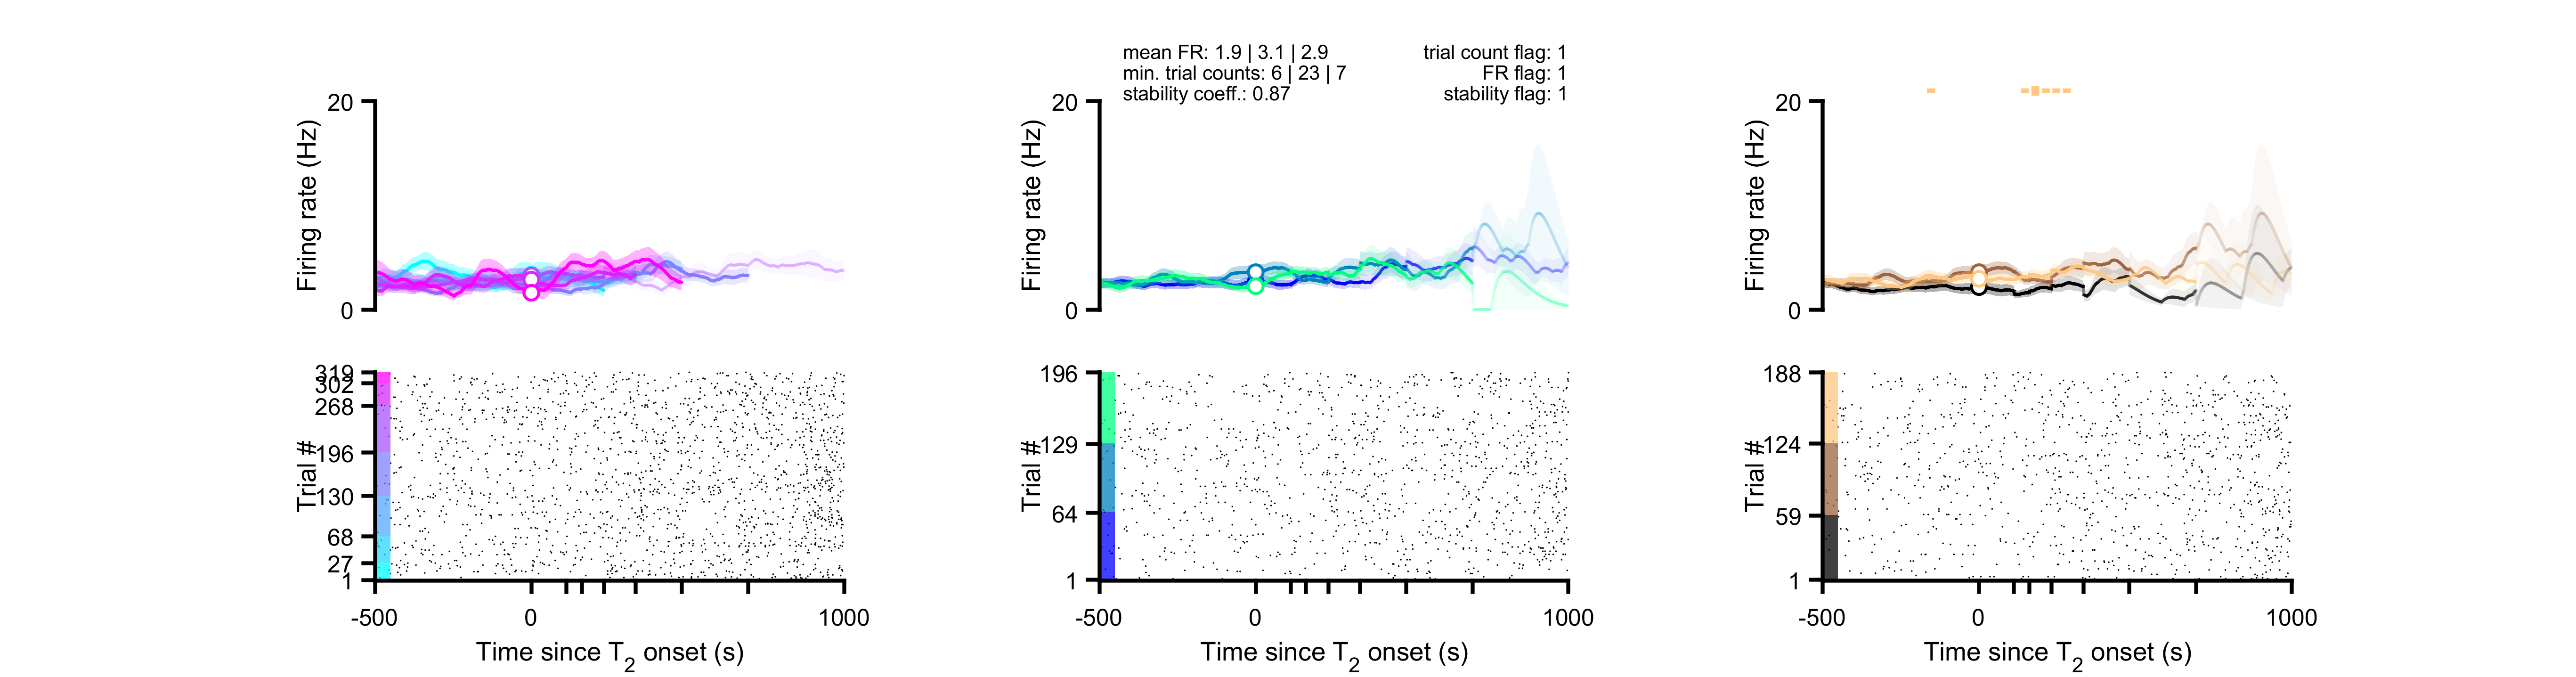 mean FR: 1.9 | 3.1 | 2.9
min. trial counts: 6 | 23 | 7
stability coeff.: 0.87
trial count flag: 1
FR flag: 1
stability flag: 1
20
Firing rate (Hz)
0
20
Firing rate (Hz)
0
20
Firing rate (Hz)
0
319
302
268
196
130
68
27
1
Trial #
-500
0
1000
Time since T2 onset (s)
196
129
64
1
Trial #
-500
0
1000
Time since T2 onset (s)
188
124
59
1
Trial #
-500
0
1000
Time since T2 onset (s)